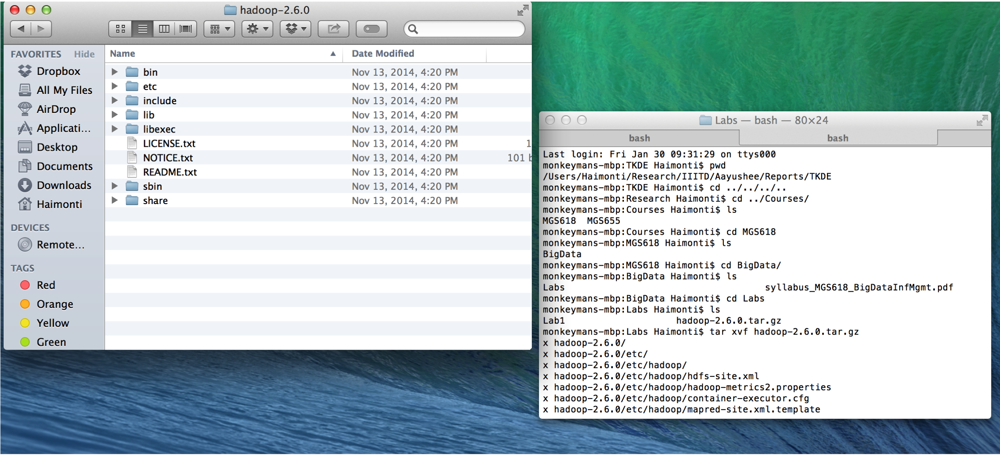 hadoop-2.6.0
FAVORITES Hide
Dropbox
All My Files
AirDrop
Applicati...
Desktop
Documents
Downloads
Haimonti
DEVICES
Remote...
TAGS
Red
Orange
Yellow
Green
Name Date Modified
bin Nov 13, 2014, 4:20 PM
etc Nov 13, 2014, 4:20 PM
include Nov 13, 2014, 4:20 PM
lib Nov 13, 2014, 4:20 PM
libexec Nov 13, 2014, 4:20 PM
LICENSE.txt Nov 13, 2014, 4:20 PM 1
NOTICE.txt Nov 13, 2014, 4:20 PM 101 b
README.txt Nov 13, 2014, 4:20 PM
sbin Nov 13, 2014, 4:20 PM
share Nov 13, 2014, 4:20 PM
Labs — bash — 80×24
bash bash
Last login: Fri Jan 30 09:31:29 on ttys000
monkeymans-mbp:TKDE Haimonti$ pwd
/Users/Haimonti/Research/IIITD/Aayushee/Reports/TKDE
monkeymans-mbp:TKDE Haimonti$ cd ../../../..
monkeymans-mbp:Research Haimonti$ cd ../Courses/
monkeymans-mbp:Courses Haimonti$ ls
MGS618 MGS655
monkeymans-mbp:Courses Haimonti$ cd MGS618
monkeymans-mbp:MGS618 Haimonti$ ls
BigData
monkeymans-mbp:MGS618 Haimonti$ cd BigData/
monkeymans-mbp:BigData Haimonti$ ls
Labs syllabus_MGS618_BigDataInfMgmt.pdf
monkeymans-mbp:BigData Haimonti$ cd Labs
monkeymans-mbp:Labs Haimonti$ ls
Lab1 hadoop-2.6.0.tar.gz
monkeymans-mbp:Labs Haimonti$ tar xvf hadoop-2.6.0.tar.gz
x hadoop-2.6.0/
x hadoop-2.6.0/etc/
x hadoop-2.6.0/etc/hadoop/
x hadoop-2.6.0/etc/hadoop/hdfs-site.xml
x hadoop-2.6.0/etc/hadoop/hadoop-metrics2.properties
x hadoop-2.6.0/etc/hadoop/container-executor.cfg
x hadoop-2.6.0/etc/hadoop/mapred-site.xml.template